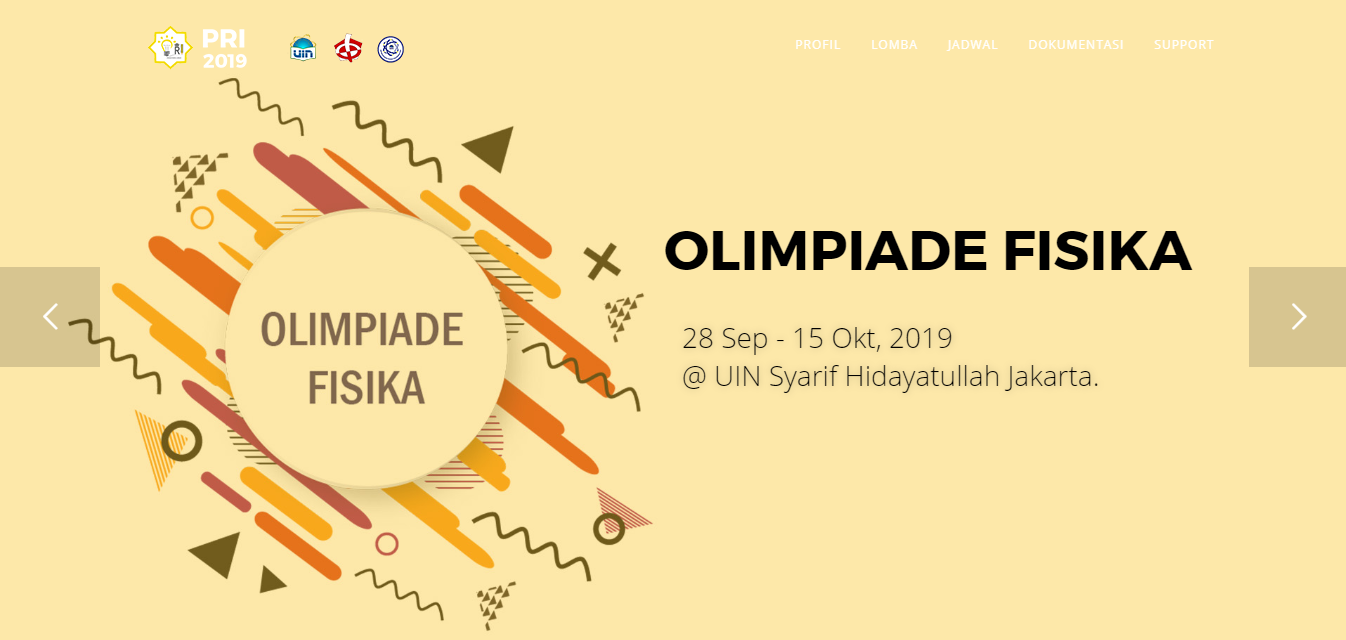 PRI
2019
uin
PROFIL LOMBA JADWAL DOKUMENTASI SUPPORT
OLIMPIADE
FISIKA
OLIMPIADE FISIKA
28 Sep - 15 Okt, 2019
@ UIN Syarif Hidayatullah Jakarta.